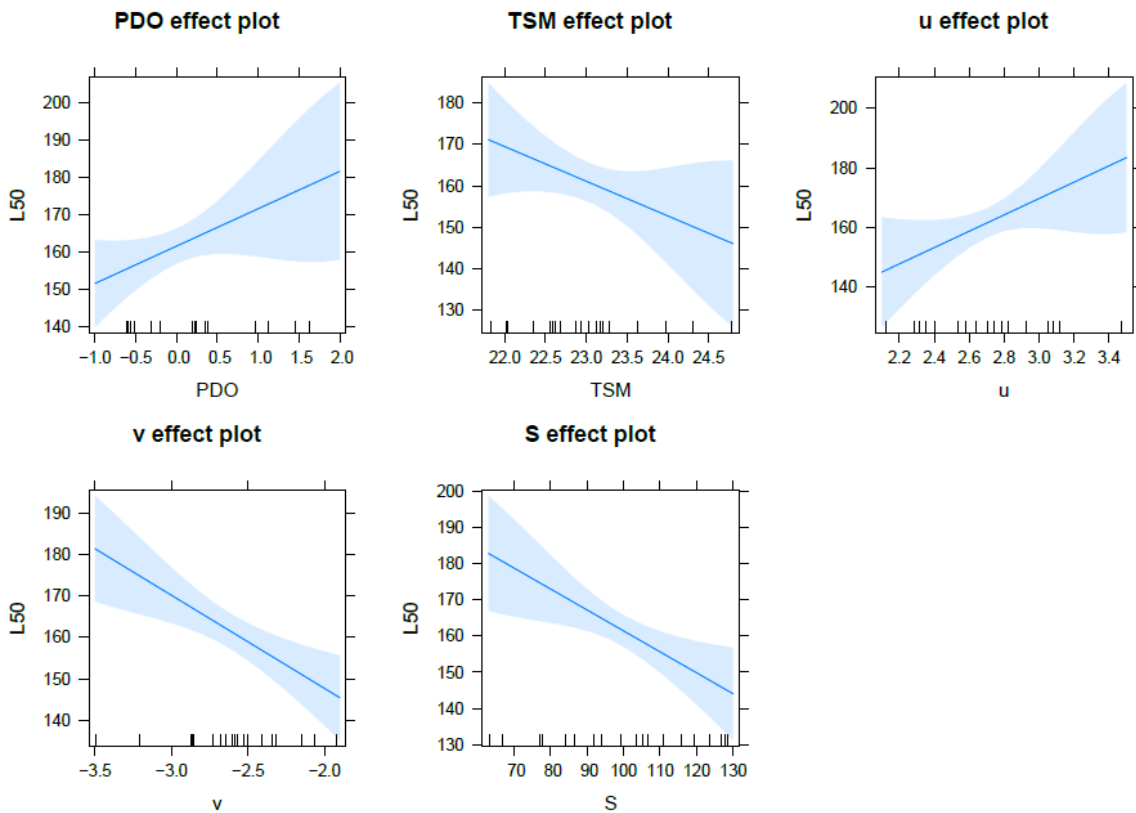 PDO effect plot
200
190
180
170
160
150
140
L50
−1.0 −0.5 0.0 0.5 1.0 1.5 2.0
PDO
TSM effect plot
180
170
160
150
140
130
L50
22.0 22.5 23.0 23.5 24.0 24.5
TSM
u effect plot
200
180
160
140
L50
2.2 2.4 2.6 2.8 3.0 3.2 3.4
u
v effect plot
190
180
170
160
150
140
L50
−3.5 −3.0 −2.5 −2.0
v
S effect plot
200
190
180
170
160
150
140
130
L50
70 80 90 100 110 120 130
S